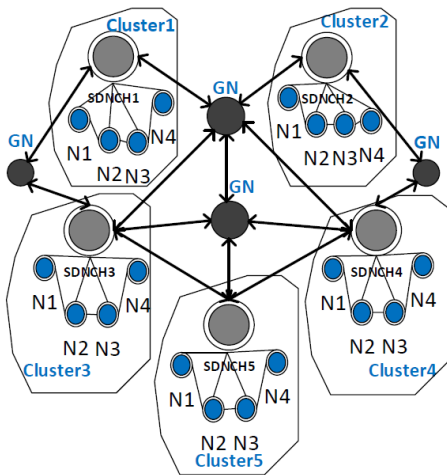 Cluster1
Cluster2
GN
SDNCH1
SDNCH2
N1
N4
N2 N3
N1
N2 N3 N4
GN
GN
GN
SDNCH3
SDNCH4
N1
N4
N2 N3
Cluster3
N1
N4
N2 N3
Cluster4
SDNCH5
N1
N4
N2 N3
Cluster5